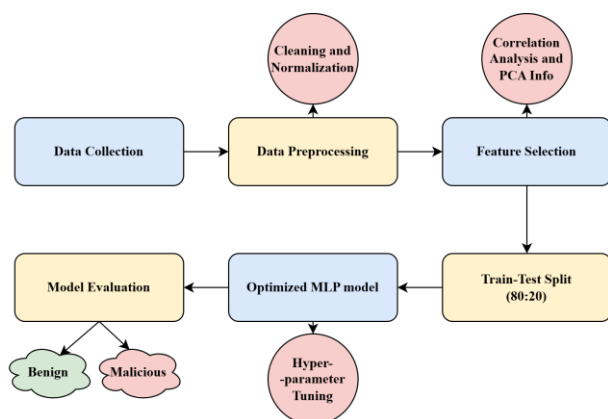 Cleaning and
Normalization
Correlation
Analysis and
PCA Info
Data Collection
Data Preprocessing
Feature Selection
Model Evaluation
Optimized MLP model
Train-Test Split
(80:20)
Benign
Malicious
Hyper-
-parameter
Tuning